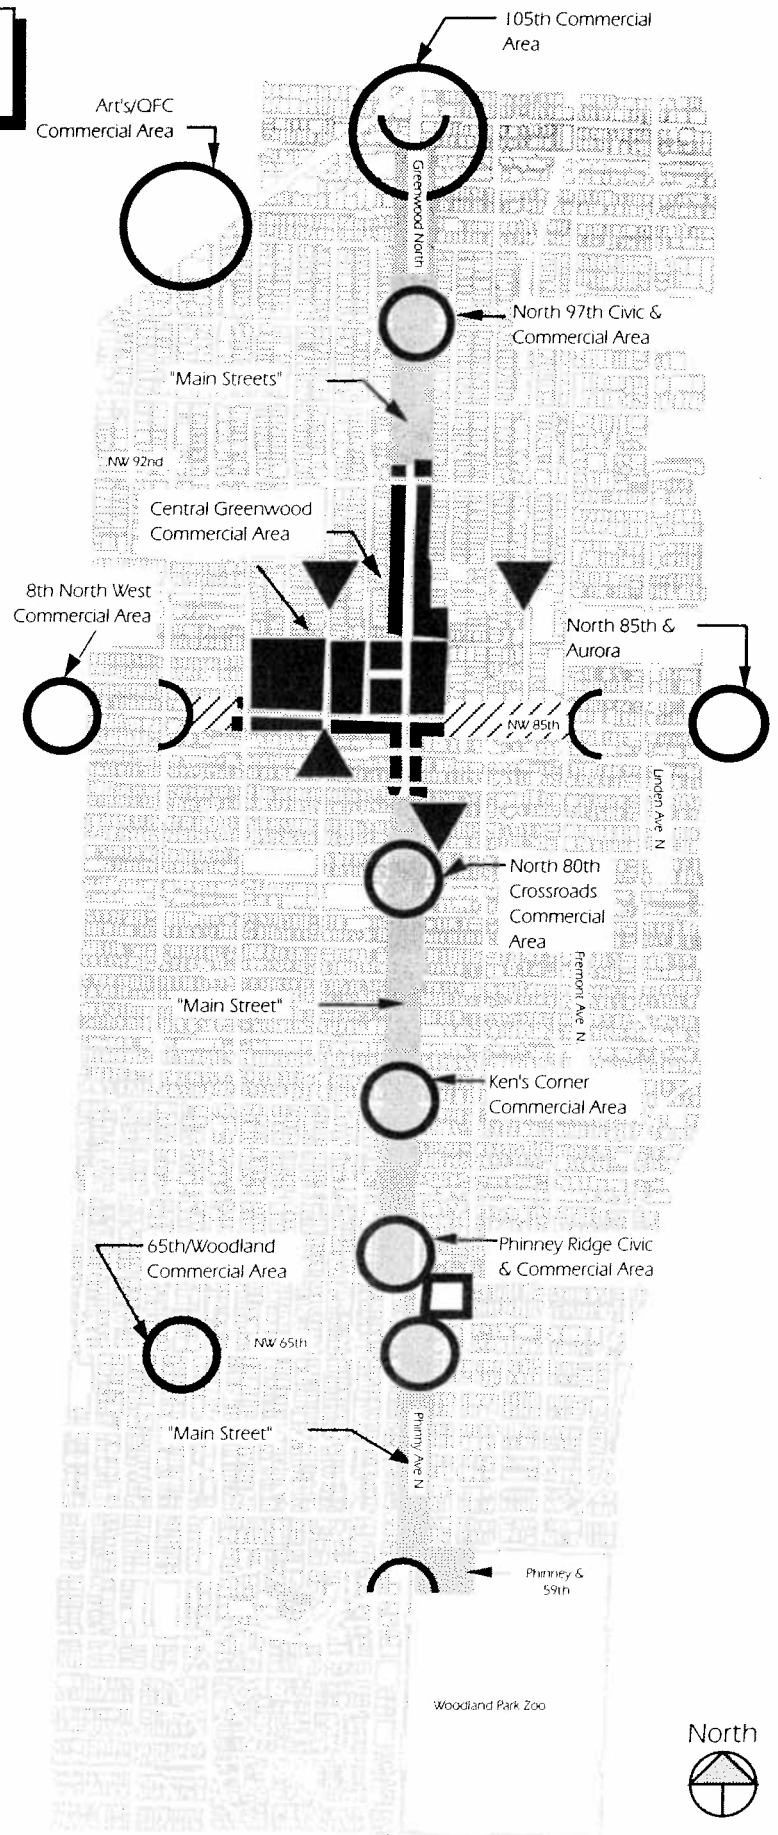 105th Commercial
Area
Art's/QFC
Commercial Area
Greenwood North
North 97th Civic &
Commercial Area
"Main Streets"
NW 92nd
Central Greenwood
Commercial Area
8th North West
Commercial Area
North 85th &
Aurora
NW 85th
Linden Ave N
North 80th
Crossroads
Commercial
Area
Fremont Ave N
"Main Street"
Ken's Corner
Commercial Area
65th/Woodland
Commercial Area
Phinney Ridge Civic
& Commercial Area
NW 65th
"Main Street"
Phinny Ave N
Phinney &
59th
Woodland Park Zoo
North